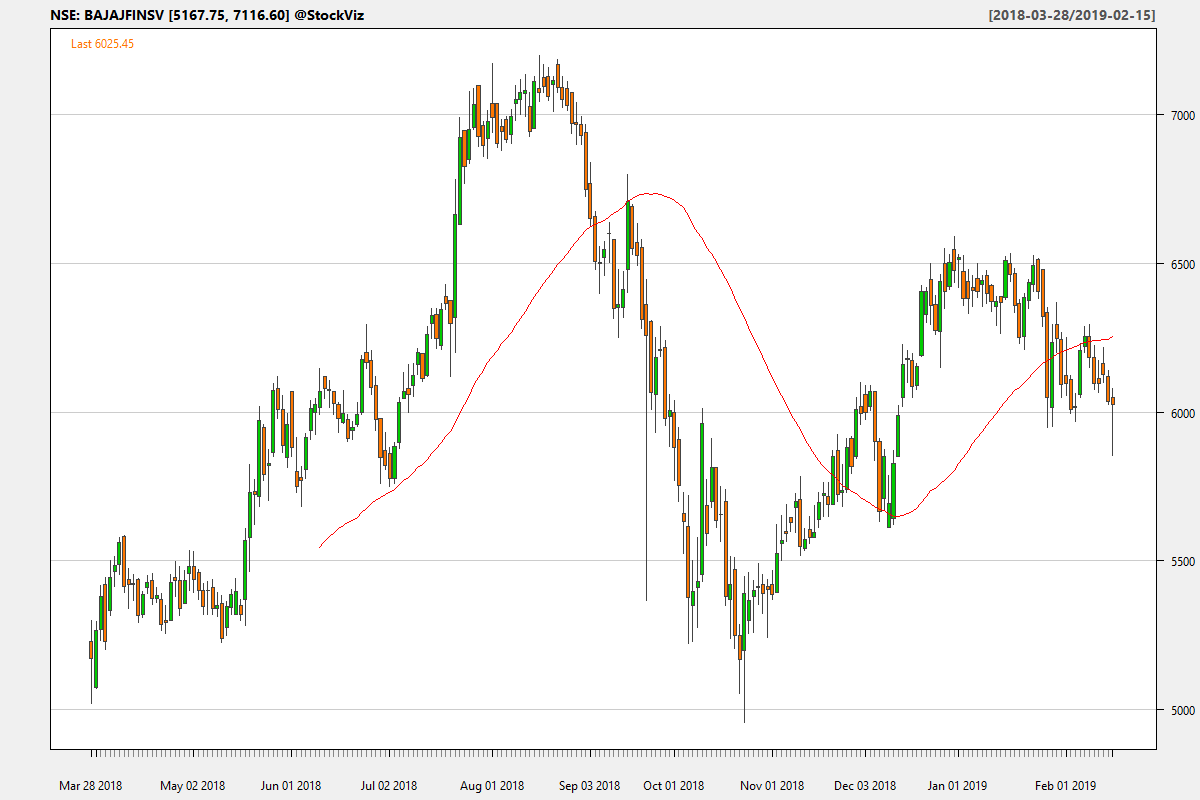 NSE: BAJAJFINSV [5167.75, 7116.60] @StockViz [2018-03-28/2019-02-15]
Last 6025.45
7000
6500
6000
5500
5000
Mar 28 2018 May 02 2018 Jun 01 2018 Jul 02 2018 Aug 01 2018 Sep 03 2018 Oct 01 2018 Nov 01 2018 Dec 03 2018 Jan 01 2019 Feb 01 2019